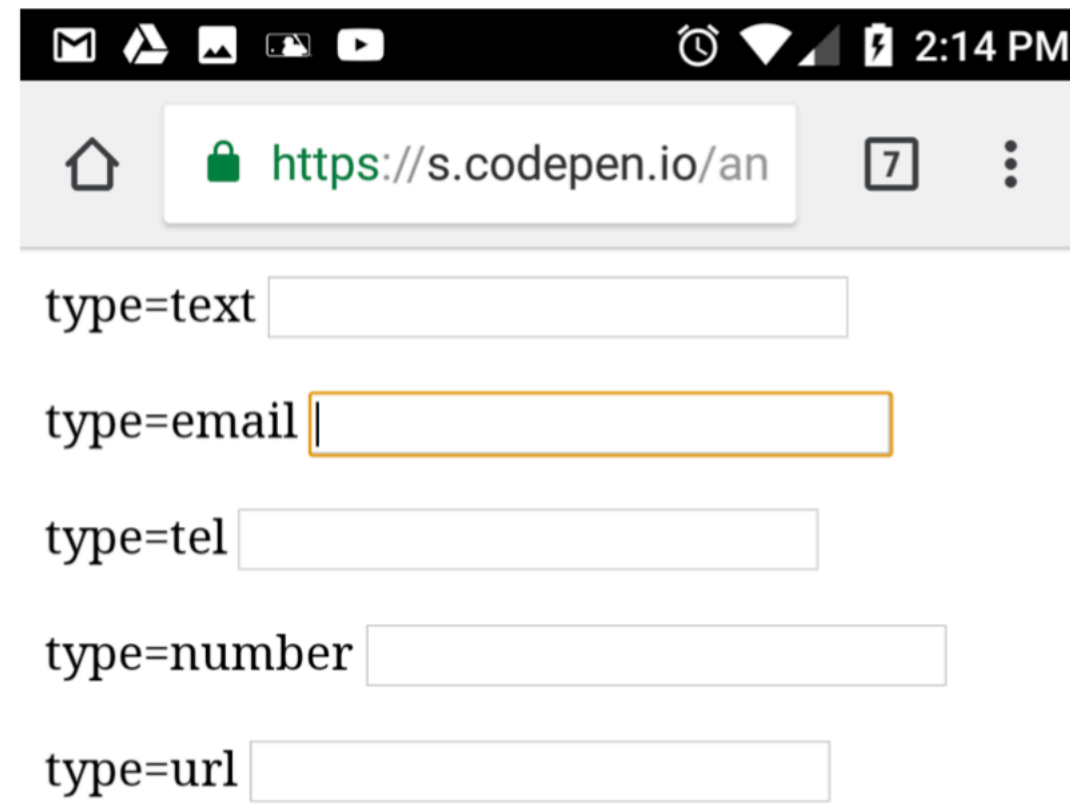 2:14 PM
https://s.codepen.io/an
7
type=text
type=email
type=tel
type=number
type=url